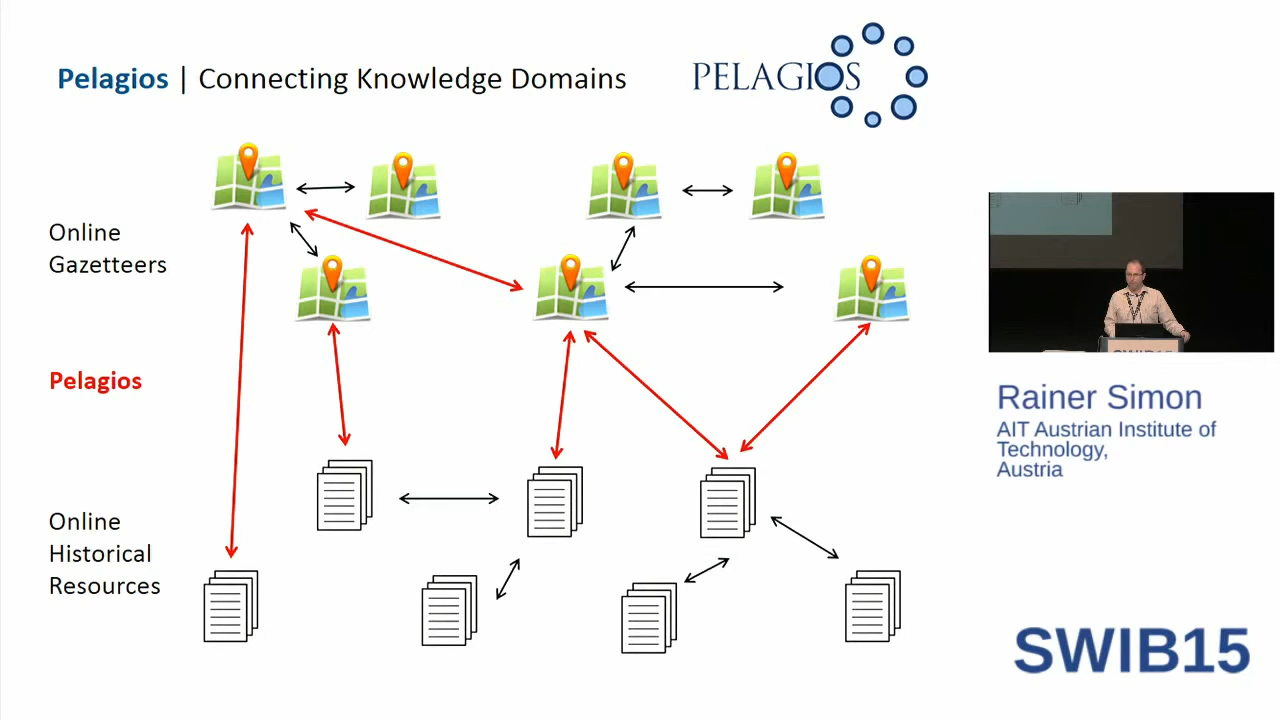 Pelagios | Connecting Knowledge Domains
PELAGIOS
Online
Gazetteers
Pelagios
Online
Historical
Resources
SWIB15
Rainer Simon
AIT Austrian Institute of
Technology,
Austria
SWIB15